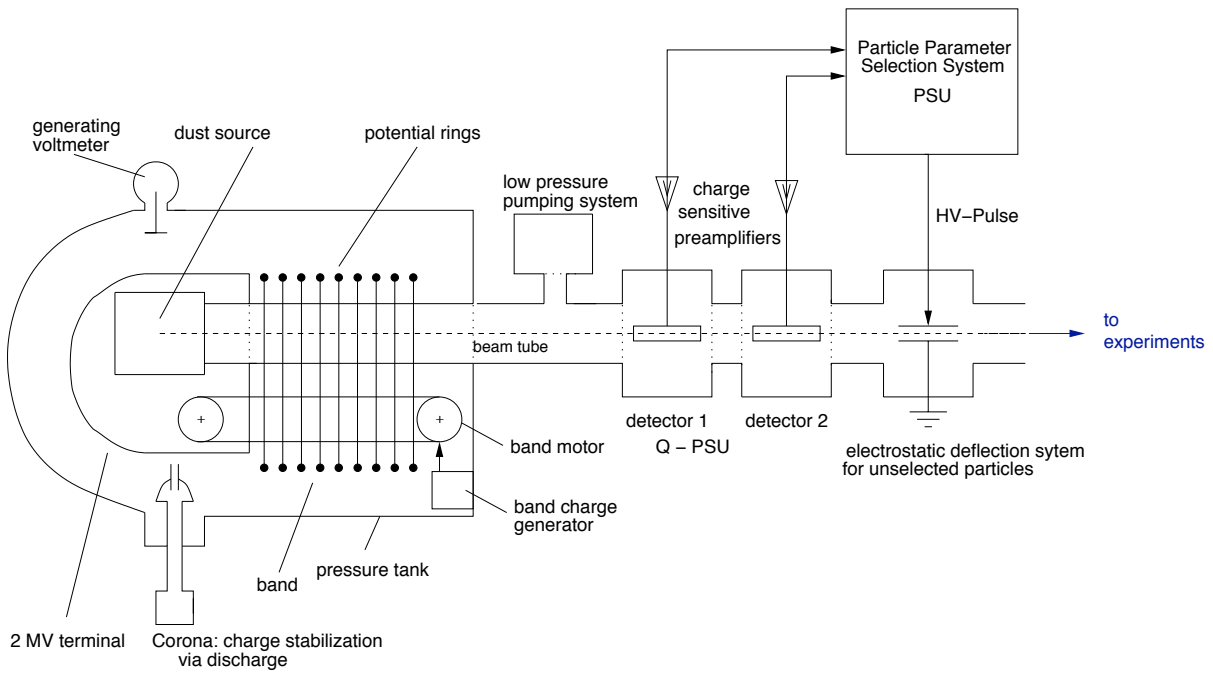 Particle Parameter
Selection System
PSU
generating
voltmeter
dust source
potential rings
low pressure
pumping system
charge
sensitive
preamplifiers
HV−Pulse
to
experiments
beam tube
+
+
detector 1
detector 2
Q − PSU
band motor
electrostatic deflection sytem
for unselected particles
band charge
generator
pressure tank
band
2 MV terminal
Corona: charge stabilization
via discharge